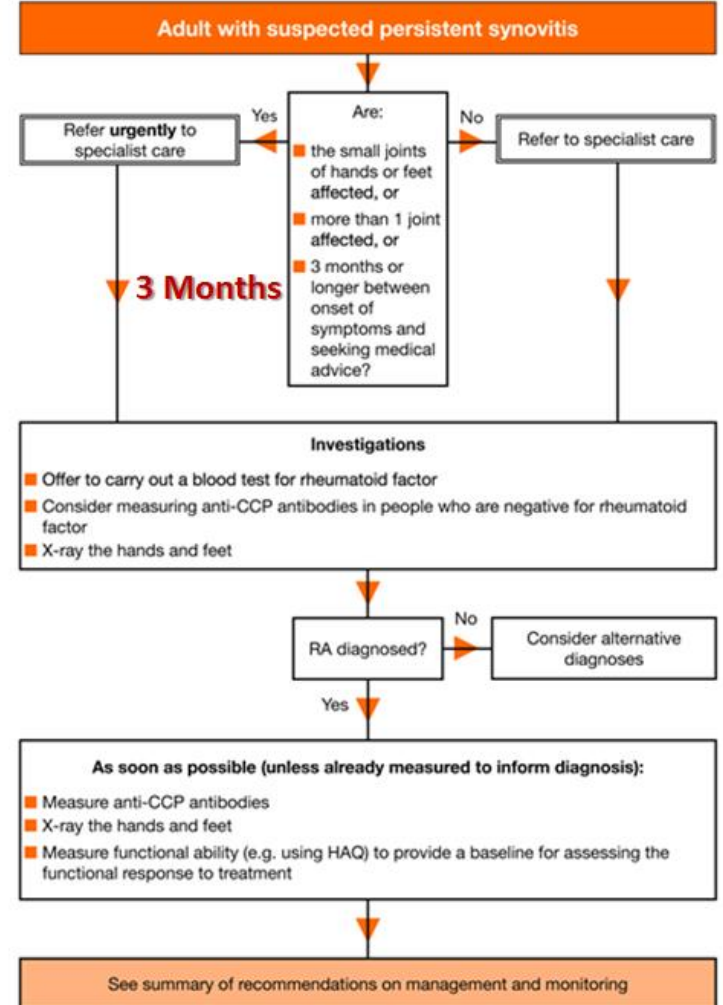 Adult with suspected persistent synovitis
Yes
Refer urgently to
specialist care
Are:
the small joints
of hands or feet
affected, or
more than 1 joint
affected, or
3 months or
longer between
onset of
symptoms and
seeking medical
advice?
No
Refer to specialist care
3 Months
Investigations
Offer to carry out a blood test for rheumatoid factor
Consider measuring anti-CCP antibodies in people who are negative for rheumatoid
factor
X-ray the hands and feet
RA diagnosed?
No
Consider alternative
diagnoses
Yes
As soon as possible (unless already measured to inform diagnosis):
Measure anti-CCP antibodies
X-ray the hands and feet
Measure functional ability (e.g. using HAQ) to provide a baseline for assessing the
functional response to treatment
See summary of recommendations on management and monitoring